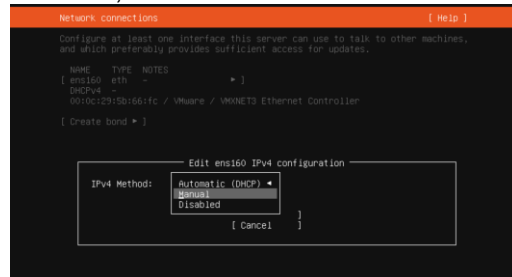 Network connections [ Help ]
Configure at least one interface this server can use to talk to other machines,
and which preferably provides sufficient access for updates.
NAME TYPE NOTES
[ ens160 eth - ▸ ]
DHCPv4 -
00:0c:29:5b:66:fc / VMware / VMXNET3 Ethernet Controller
[ Create bond ▸ ]
Edit ens160 IPv4 configuration
IPv4 Method: Automatic (DHCP) ◂
Manual
Disabled
]
[ Cancel ]